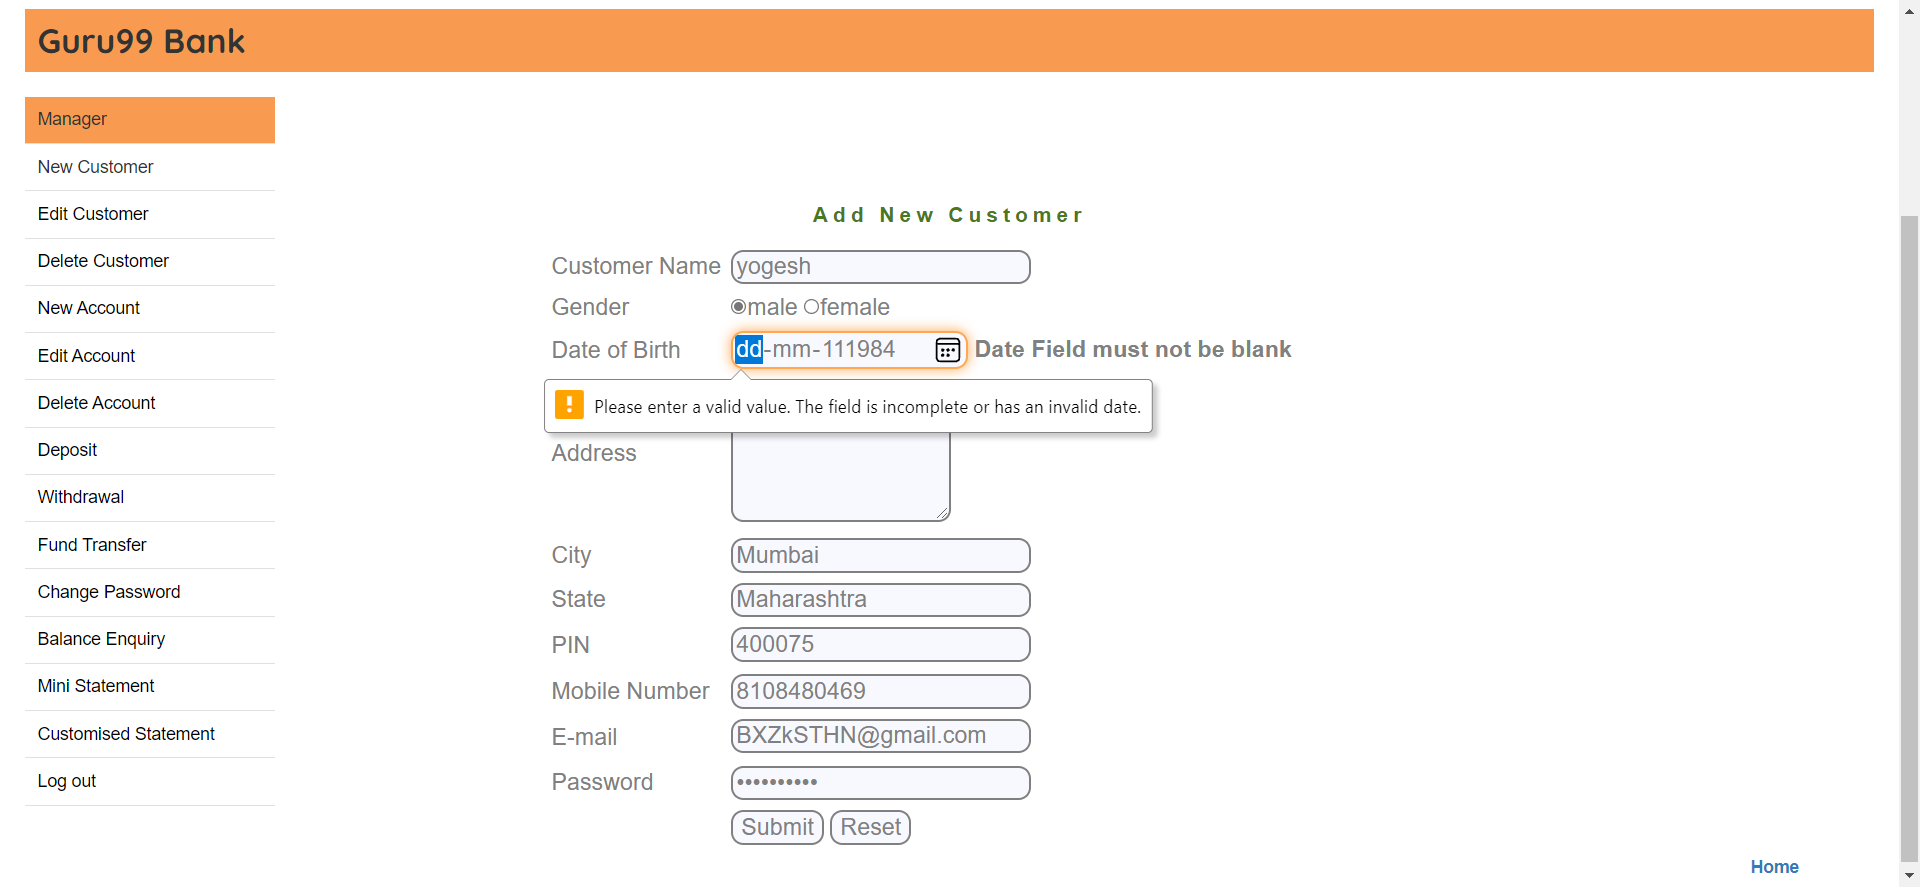 Guru99 Bank
Manager
New Customer
Edit Customer
Delete Customer
New Account
Edit Account
Delete Account
Deposit
Withdrawal
Fund Transfer
Change Password
Balance Enquiry
Mini Statement
Customised Statement
Log out
Add New Customer
Customer Name yogesh
Gender male female
Date of Birth dd-mm-111984 Date Field must not be blank
! Please enter a valid value. The field is incomplete or has an invalid date.
Address
City Mumbai
State Maharashtra
PIN 400075
Mobile Number 8108480469
E-mail BXZkSTHN@gmail.com
Password ••••••••••
Submit Reset
Home